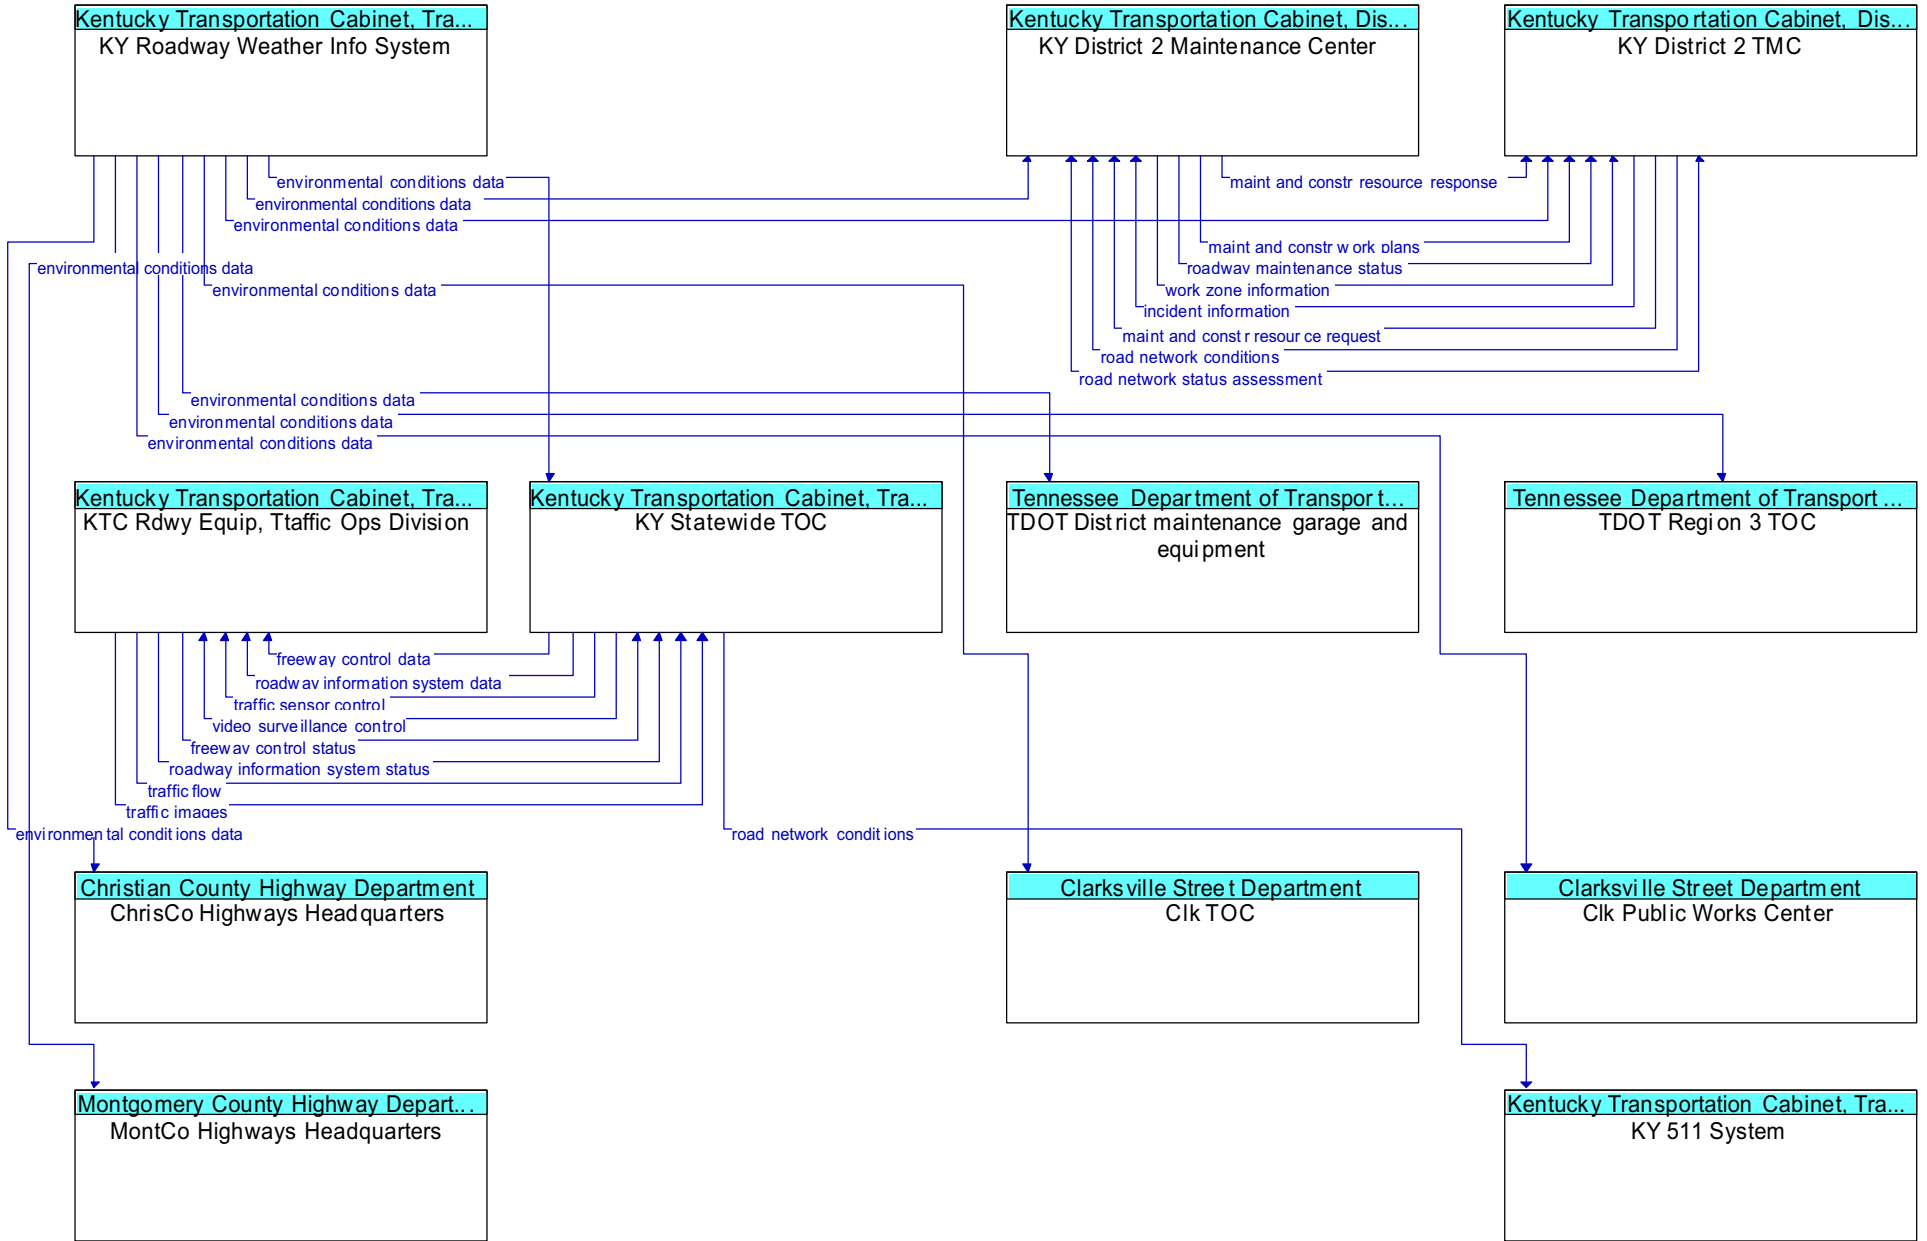 Kentucky Transportation Cabinet, Tra...
KY Roadway Weather Info System
Kentucky Transportation Cabinet, Dis...
KY District 2 Maintenance Center
Kentucky Transportation Cabinet, Dis...
KY District 2 TMC
environmental conditions data
environmental conditions data
environmental conditions data
maint and constr resource response
maint and constr work plans
roadway maintenance status
work zone information
incident information
maint and constr resource request
road network conditions
road network status assessment
environmental conditions data
environmental conditions data
environmental conditions data
environmental conditions data
environmental conditions data
Kentucky Transportation Cabinet, Tra...
KTC Rdwy Equip, Ttaffic Ops Division
Kentucky Transportation Cabinet, Tra...
KY Statewide TOC
Tennessee Department of Transport...
TDOT District maintenance garage and
equipment
Tennessee Department of Transport...
TDOT Region 3 TOC
freeway control data
roadway information system data
traffic sensor control
video surveillance control
freeway control status
roadway information system status
traffic flow
traffic images
environmental conditions data
road network conditions
Christian County Highway Department
ChrisCo Highways Headquarters
Clarksville Street Department
Clk TOC
Clarksville Street Department
Clk Public Works Center
Montgomery County Highway Depart...
MontCo Highways Headquarters
Kentucky Transportation Cabinet, Tra...
KY 511 System